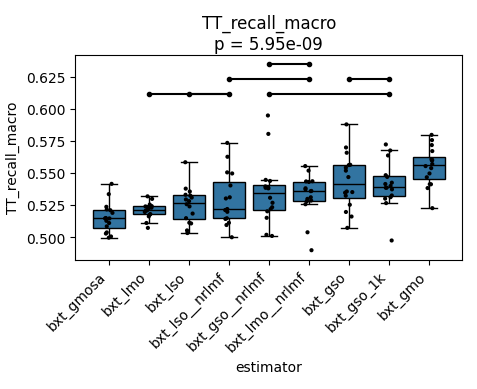 TT_recall_macro
p = 5.95e-09
TT_recall_macro
0.625
0.600
0.575
0.550
0.525
0.500
bxt_gmosa
bxt_lmo
bxt_lso
bxt_lso__nrlmf
bxt_gso__nrlmf
bxt_lmo__nrlmf
bxt_gso
bxt_gso_1k
bxt_gmo
estimator